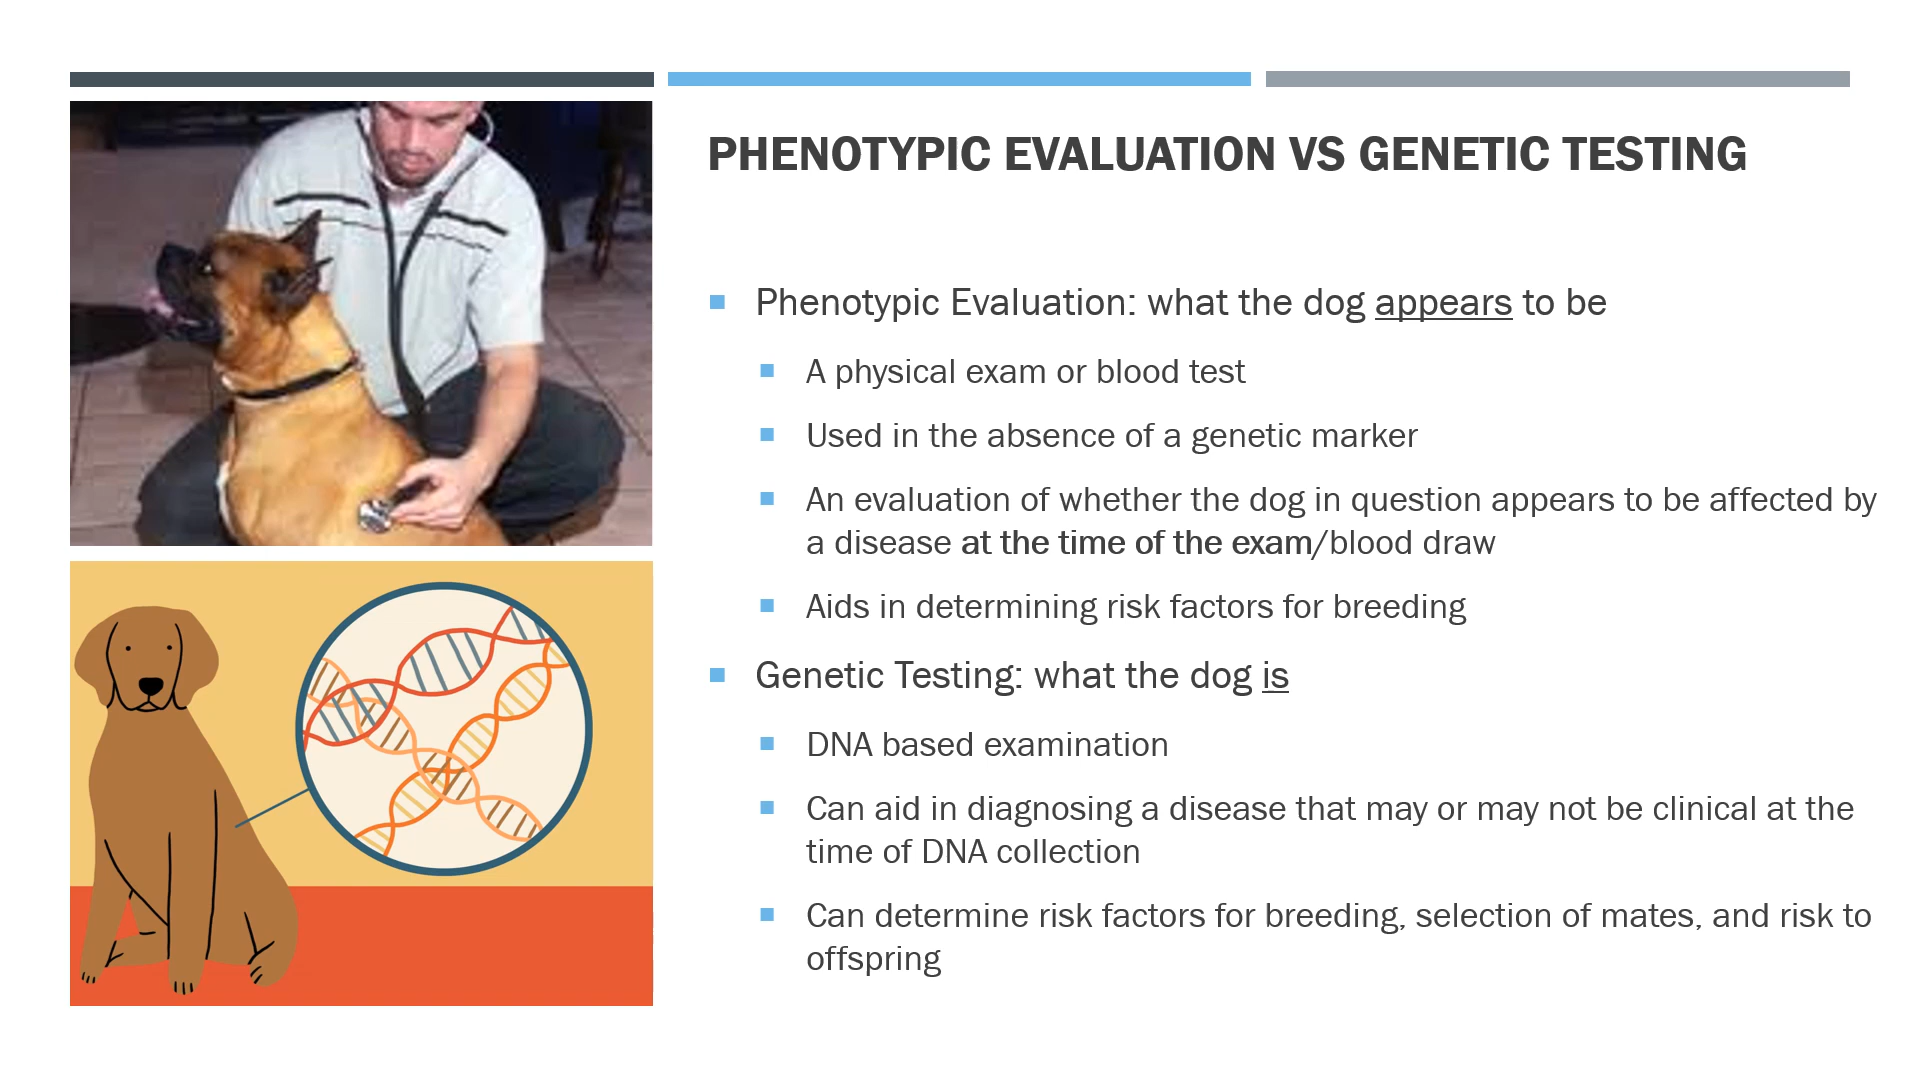 PHENOTYPIC EVALUATION VS GENETIC TESTING
Phenotypic Evaluation: what the dog appears to be
A physical exam or blood test
Used in the absence of a genetic marker
An evaluation of whether the dog in question appears to be affected by
a disease at the time of the exam/blood draw
Aids in determining risk factors for breeding
Genetic Testing: what the dog is
DNA based examination
Can aid in diagnosing a disease that may or may not be clinical at the
time of DNA collection
Can determine risk factors for breeding, selection of mates, and risk to
offspring